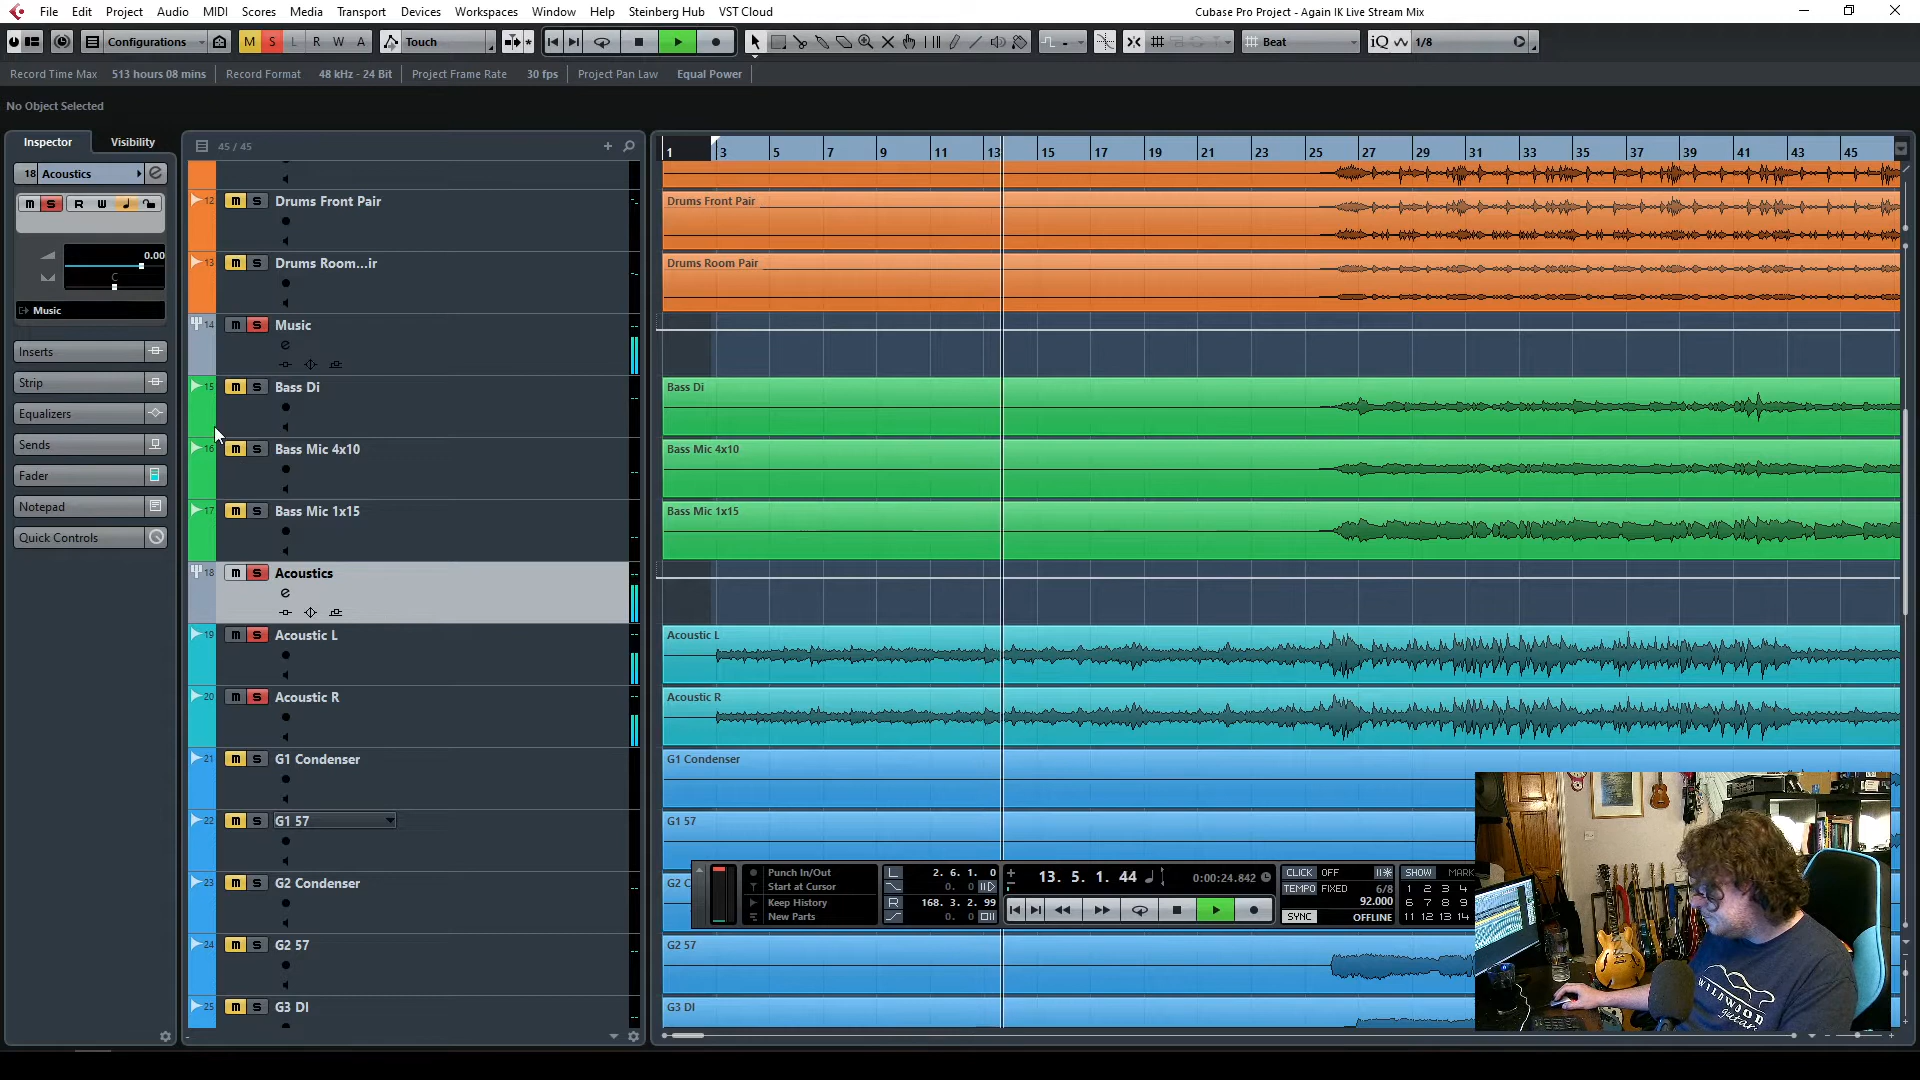 File Edit Project Audio MIDI Scores Media Transport Devices Workspaces Window Help Steinberg Hub VST Cloud
Cubase Pro Project - Again IK Live Stream Mix
Configurations M S L R W A Touch Beat iQ 1/8
Record Time Max 513 hours 08 mins Record Format 48 kHz - 24 Bit Project Frame Rate 30 fps Project Pan Law Equal Power
No Object Selected
Inspector Visibility
45 / 45
1 3 5 7 9 11 13 15 17 19 21 23 25 27 29 31 33 35 37 39 41 43 45
18 Acoustics
m S R W
0.00
C
Music
Inserts
Strip
Equalizers
Sends
Fader
Notepad
Quick Controls
12 m S Drums Front Pair
13 m S Drums Room...ir
14 m S Music
15 m S Bass Di
16 m S Bass Mic 4x10
17 m S Bass Mic 1x15
18 m S Acoustics
19 m S Acoustic L
20 m S Acoustic R
21 m S G1 Condenser
22 m S G1 57
23 m S G2 Condenser
24 m S G2 57
25 m S G3 DI
Drums Front Pair
Drums Room Pair
Bass Di
Bass Mic 4x10
Bass Mic 1x15
Acoustic L
Acoustic R
G1 Condenser
G1 57
G2 C
G2 57
G3 DI
Punch In/Out
Start at Cursor
Keep History
New Parts
L 2. 6. 1. 0
0. 0
R 168. 3. 2. 99
0. 0
13. 5. 1. 44
0:00:24.842
CLICK OFF
TEMPO FIXED 6/8
92.000
SYNC OFFLINE
SHOW MARK
1 2 3 4
6 7 8 9
11 12 13 14
WILDWOOD
guitars